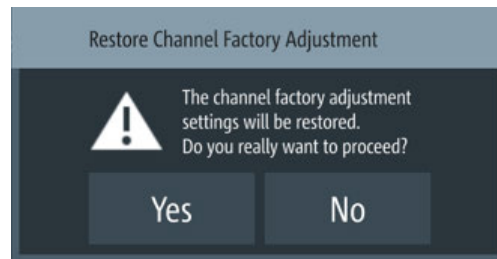 Restore Channel Factory Adjustment
The channel factory adjustment
settings will be restored.
Do you really want to proceed?
Yes
No